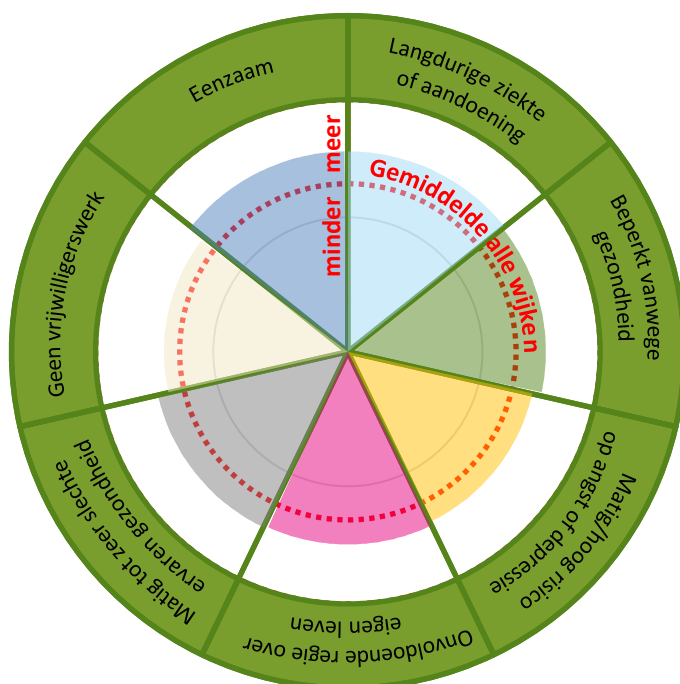 Eenzaam
Langdurige ziekte
of aandoening
Beperkt vanwege
gezondheid
Matig/hoog risico
op angst of depressie
Onvoldoende regie over
eigen leven
Matig tot zeer slechte
ervaren gezondheid
Geen vrijwilligerswerk
meer
minder
Gemiddelde alle wijken